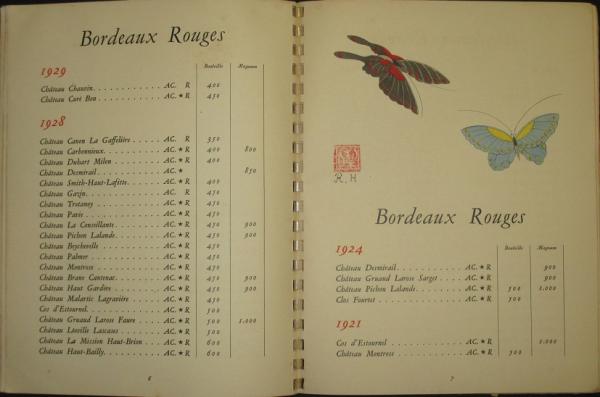 Bordeaux Rouges
Bouteille Magnum
1929
Château Chauvin . . . . . . . . . . . . AC. R 400
Château Curé Bon . . . . . . . . . . . AC. ★ R 450
1928
Château Canon La Gaffelière . . . . . . AC. R 350
Château Carbonnieux . . . . . . . . . . AC. ★ R 400 800
Château Duhart Milon . . . . . . . . . . AC. ★ R 400
Château Desmirail . . . . . . . . . . . AC. ★ 850
Château Smith-Haut-Lafitte . . . . . . . AC. ★ R 400
Château Gazin . . . . . . . . . . . . . AC. R 450
Château Trotanoy . . . . . . . . . . . . AC. ★ R 450
Château Pavie . . . . . . . . . . . . . AC. ★ R 450
Château La Conseillante . . . . . . . . AC. ★ R 450 900
Château Pichon Lalande . . . . . . . . . AC. ★ R 450 900
Château Beychevelle . . . . . . . . . . AC. ★ R 450
Château Palmer . . . . . . . . . . . . . AC. ★ R 450
Château Montrose . . . . . . . . . . . . AC. ★ R 450
Château Brane Cantenac . . . . . . . . . AC. ★ R 450 900
Château Haut Gardère . . . . . . . . . . AC. ★ R 450 900
Château Malartic Lagravière . . . . . . AC. ★ R 450
Cos d'Estournel . . . . . . . . . . . . AC. ★ R 500
Château Gruaud Larose Faure . . . . . . AC. ★ R 500 1.000
Château Léoville Lascases . . . . . . . AC. ★ R 500
Château La Mission Haut-Brion . . . . . AC. ★ R 600
Château Haut-Bailly . . . . . . . . . . AC. ★ R 600
6
R. H
Bordeaux Rouges
Bouteille Magnum
1924
Château Desmirail . . . . . . . . . . . AC. ★ R 900
Château Gruaud Larose Sarget . . . . . . AC. ★ R 900
Château Pichon Lalande . . . . . . . . . AC. ★ R 500 1.000
Clos Fourtet . . . . . . . . . . . . . . AC. ★ R 500
1921
Cos d'Estournel . . . . . . . . . . . . AC. ★ R 1.000
Château Montrose . . . . . . . . . . . . AC. ★ R 500
7